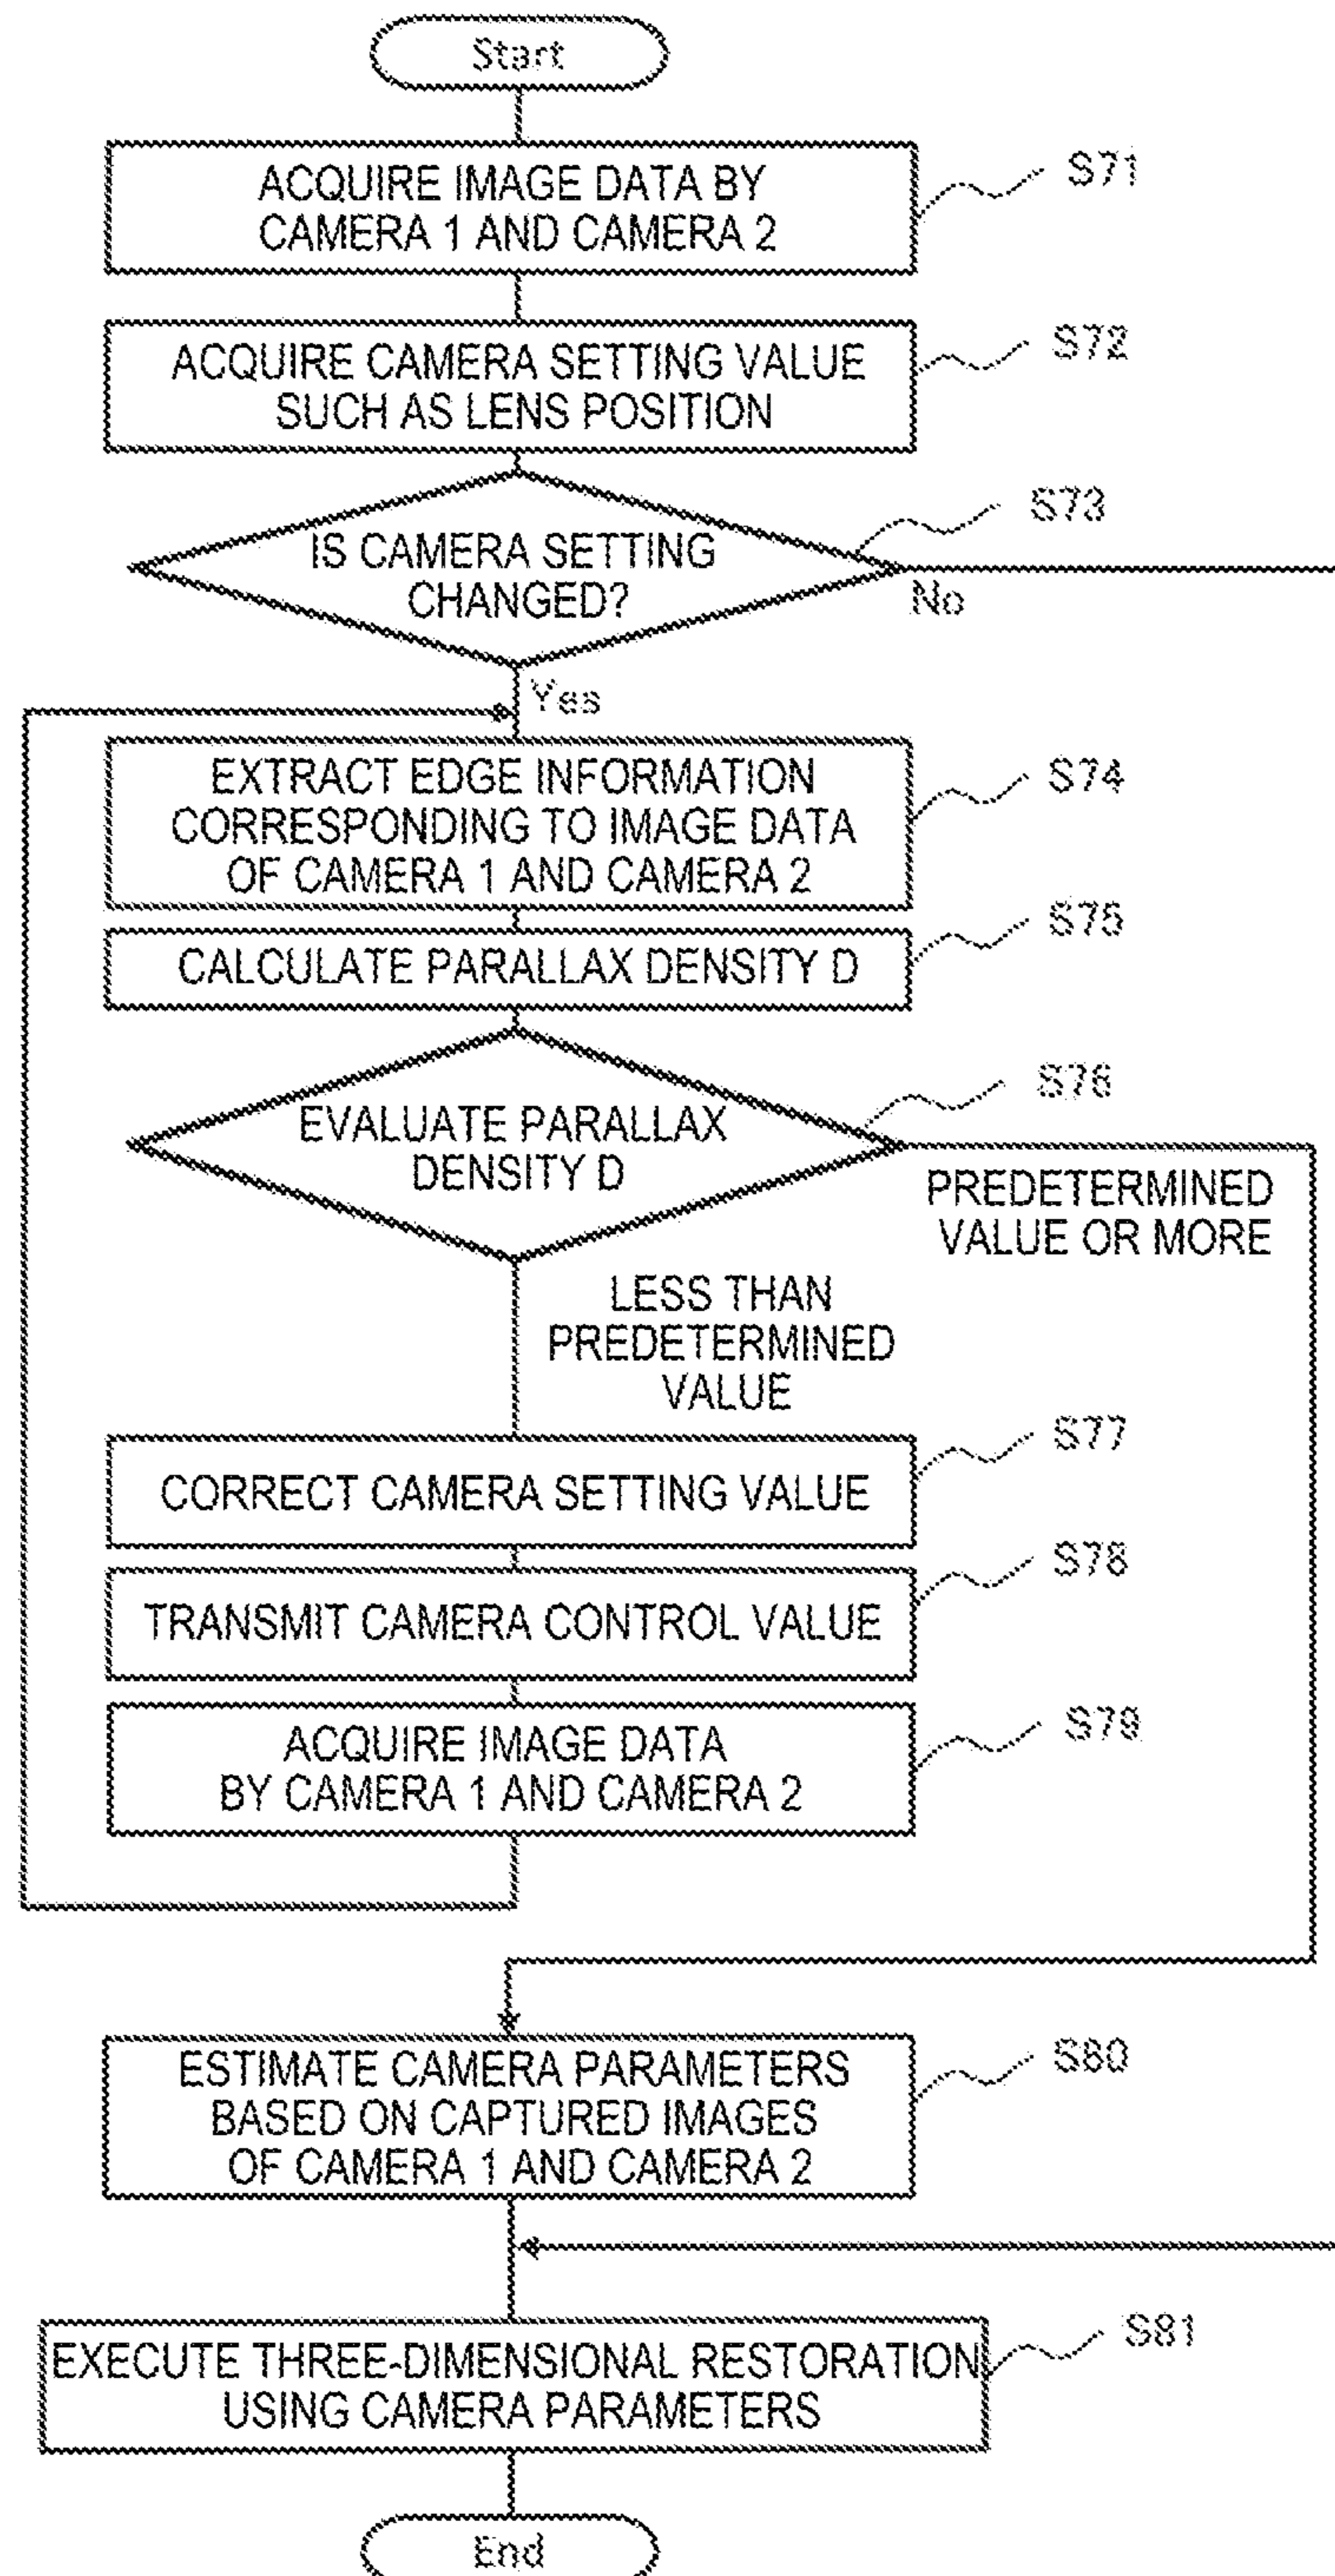 Start
ACQUIRE IMAGE DATA BY
CAMERA 1 AND CAMERA 2
S71
ACQUIRE CAMERA SETTING VALUE
SUCH AS LENS POSITION
S72
IS CAMERA SETTING
CHANGED?
S73
No
Yes
EXTRACT EDGE INFORMATION
CORRESPONDING TO IMAGE DATA
OF CAMERA 1 AND CAMERA 2
S74
CALCULATE PARALLAX DENSITY D
S75
EVALUATE PARALLAX
DENSITY D
S76
PREDETERMINED
VALUE OR MORE
LESS THAN
PREDETERMINED
VALUE
CORRECT CAMERA SETTING VALUE
S77
TRANSMIT CAMERA CONTROL VALUE
S78
ACQUIRE IMAGE DATA
BY CAMERA 1 AND CAMERA 2
S79
ESTIMATE CAMERA PARAMETERS
BASED ON CAPTURED IMAGES
OF CAMERA 1 AND CAMERA 2
S80
EXECUTE THREE-DIMENSIONAL RESTORATION
USING CAMERA PARAMETERS
S81
End